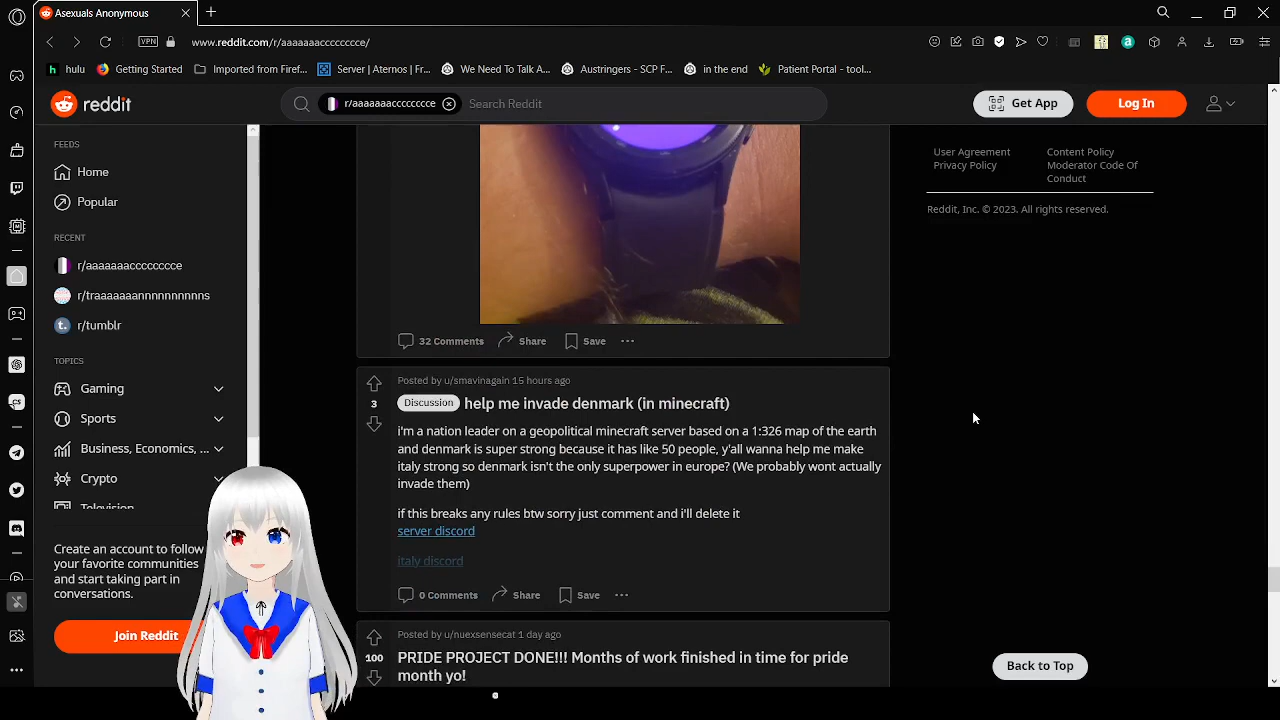 Asexuals Anonymous
VPN
www.reddit.com/r/aaaaaaacccccccce/
hulu
Getting Started
Imported from Firef...
Server | Aternos | Fr...
We Need To Talk A...
Austringers - SCP F...
in the end
Patient Portal - tool...
reddit
r/aaaaaaacccccccce
Search Reddit
Get App
Log In
FEEDS
Home
Popular
RECENT
r/aaaaaaacccccccce
r/traaaaaaannnnnnnnnns
r/tumblr
TOPICS
Gaming
Sports
Business, Economics, ...
Crypto
Television
Create an account to follow
your favorite communities
and start taking part in
conversations.
Join Reddit
32 Comments
Share
Save
Posted by u/smavinagain 15 hours ago
3
Discussion
help me invade denmark (in minecraft)
i'm a nation leader on a geopolitical minecraft server based on a 1:326 map of the earth
and denmark is super strong because it has like 50 people, y'all wanna help me make
italy strong so denmark isn't the only superpower in europe? (We probably wont actually
invade them)
if this breaks any rules btw sorry just comment and i'll delete it
server discord
italy discord
0 Comments
Share
Save
Posted by u/nuexsensecat 1 day ago
100
PRIDE PROJECT DONE!!! Months of work finished in time for pride
month yo!
User Agreement
Privacy Policy
Content Policy
Moderator Code Of
Conduct
Reddit, Inc. © 2023. All rights reserved.
Back to Top